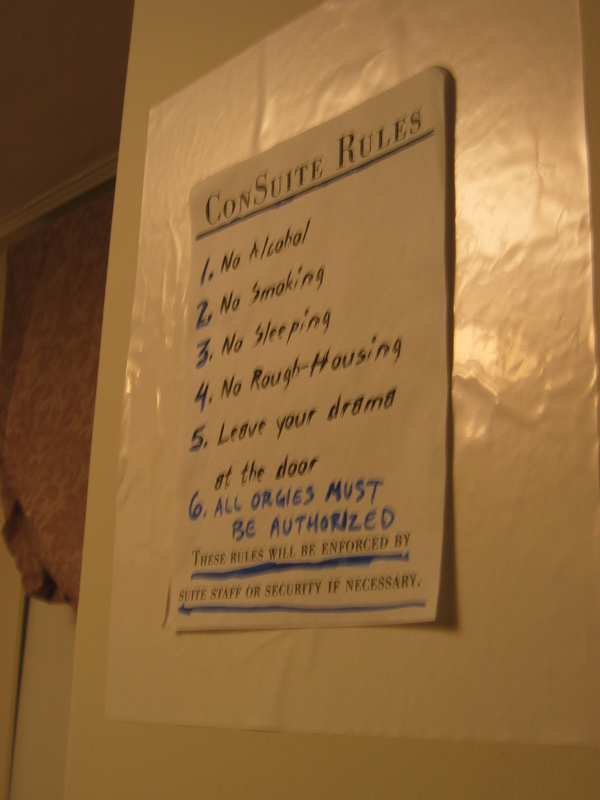 CONSUITE RULES
1. No Alcohol
2. No Smoking
3. No Sleeping
4. No Rough-Housing
5. Leave your drama
at the door
6. ALL ORGIES MUST
BE AUTHORIZED
THESE RULES WILL BE ENFORCED BY
SUITE STAFF OR SECURITY IF NECESSARY.